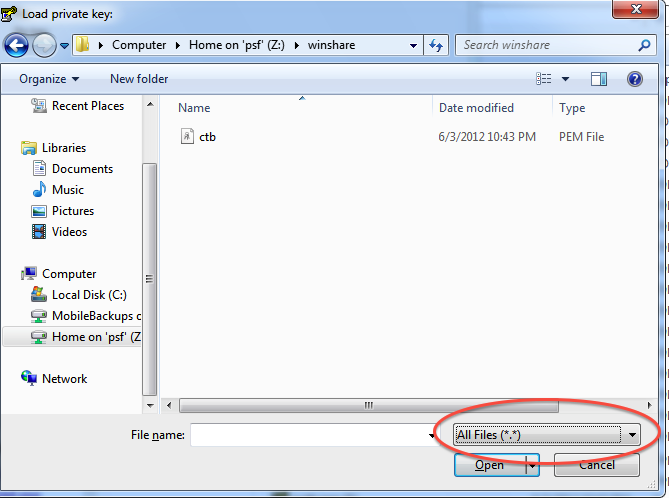 Load private key:
Computer Home on 'psf' (Z:) winshare
Search winshare
Organize New folder
Recent Places
Libraries
Documents
Music
Pictures
Videos
Computer
Local Disk (C:)
MobileBackups c
Home on 'psf' (Z
Network
Name Date modified Type
ctb 6/3/2012 10:43 PM PEM File
File name:
All Files (*.*)
Open Cancel